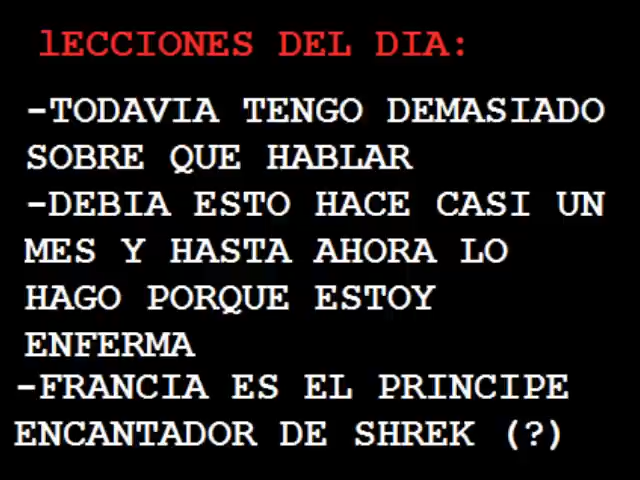 lECCIONES DEL DIA:
-TODAVIA TENGO DEMASIADO
SOBRE QUE HABLAR
-DEBIA ESTO HACE CASI UN
MES Y HASTA AHORA LO
HAGO PORQUE ESTOY
ENFERMA
-FRANCIA ES EL PRINCIPE
ENCANTADOR DE SHREK (?)